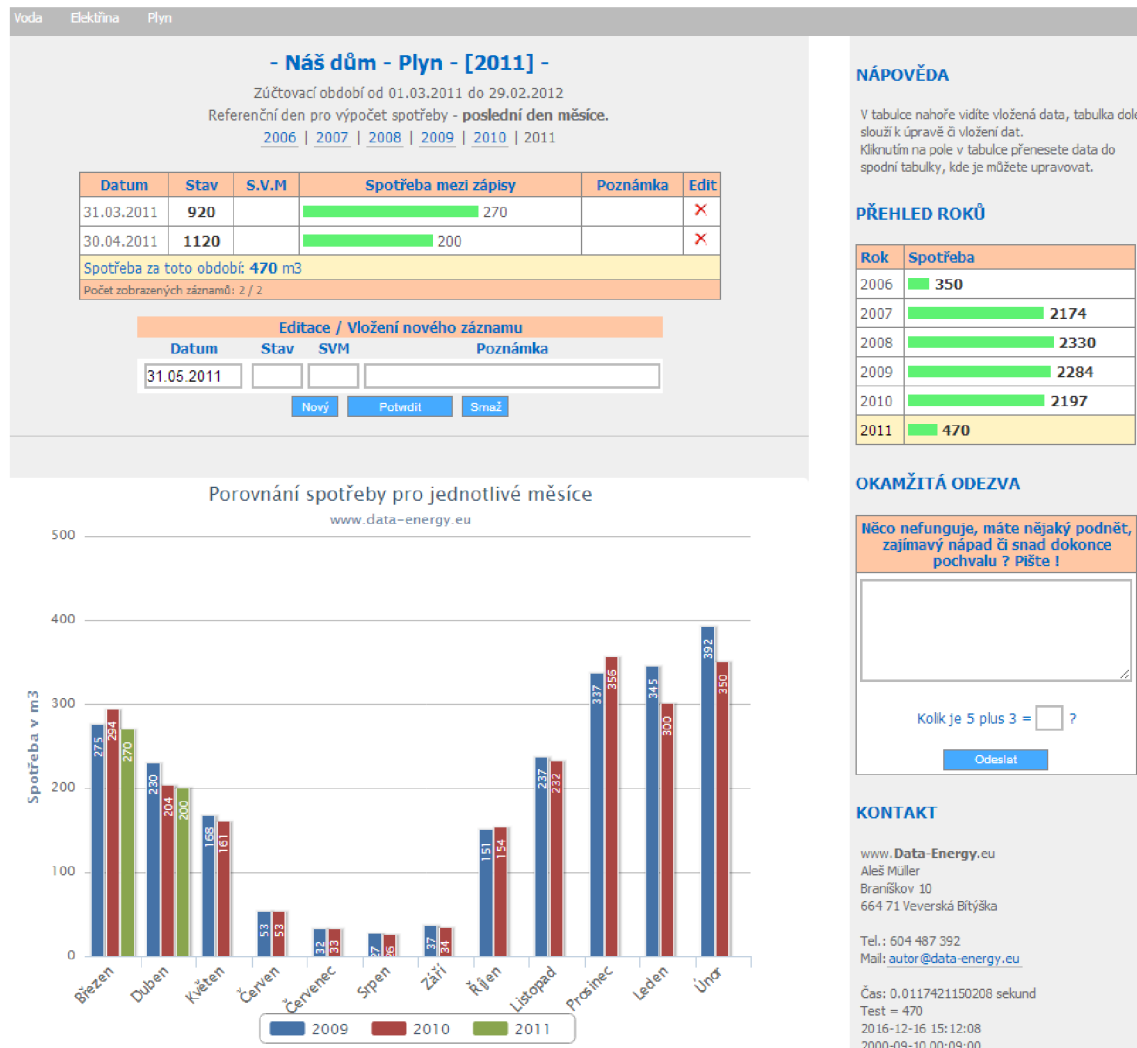 Voda Elektřina Plyn
- Náš dům - Plyn - [2011] -
Zúčtovací období od 01.03.2011 do 29.02.2012
Referenční den pro výpočet spotřeby - poslední den měsíce.
2006 | 2007 | 2008 | 2009 | 2010 | 2011
Datum Stav S.V.M Spotřeba mezi zápisy Poznámka Edit
31.03.2011 920 270
30.04.2011 1120 200
Spotřeba za toto období: 470 m3
Počet zobrazených záznamů: 2 / 2
Editace / Vložení nového záznamu
Datum Stav SVM Poznámka
31.05.2011
Nový Potvrdit Smaž
Porovnání spotřeby pro jednotlivé měsíce
www.data-energy.eu
Spotřeba v m3
500
400
300
200
100
0
275 294 270
230 204 200
168 161
53 53
32 33
27 26
37 34
151 154
237 232
337 356
345 300
392 350
Březen Duben Květen Červen Červenec Srpen Září Říjen Listopad Prosinec Leden Únor
2009 2010 2011
NÁPOVĚDA
V tabulce nahoře vidíte vložená data, tabulka dole
slouží k úpravě či vložení dat.
Kliknutím na pole v tabulce přenesete data do
spodní tabulky, kde je můžete upravovat.
PŘEHLED ROKŮ
Rok Spotřeba
2006 350
2007 2174
2008 2330
2009 2284
2010 2197
2011 470
OKAMŽITÁ ODEZVA
Něco nefunguje, máte nějaký podnět,
zajímavý nápad či snad dokonce
pochvalu ? Pište !
Kolik je 5 plus 3 = ?
Odeslat
KONTAKT
www.Data-Energy.eu
Aleš Müller
Braníškov 10
664 71 Veverská Bítýška
Tel.: 604 487 392
Mail: autor@data-energy.eu
Čas: 0.0117421150208 sekund
Test = 470
2016-12-16 15:12:08
2000-09-10 00:09:00